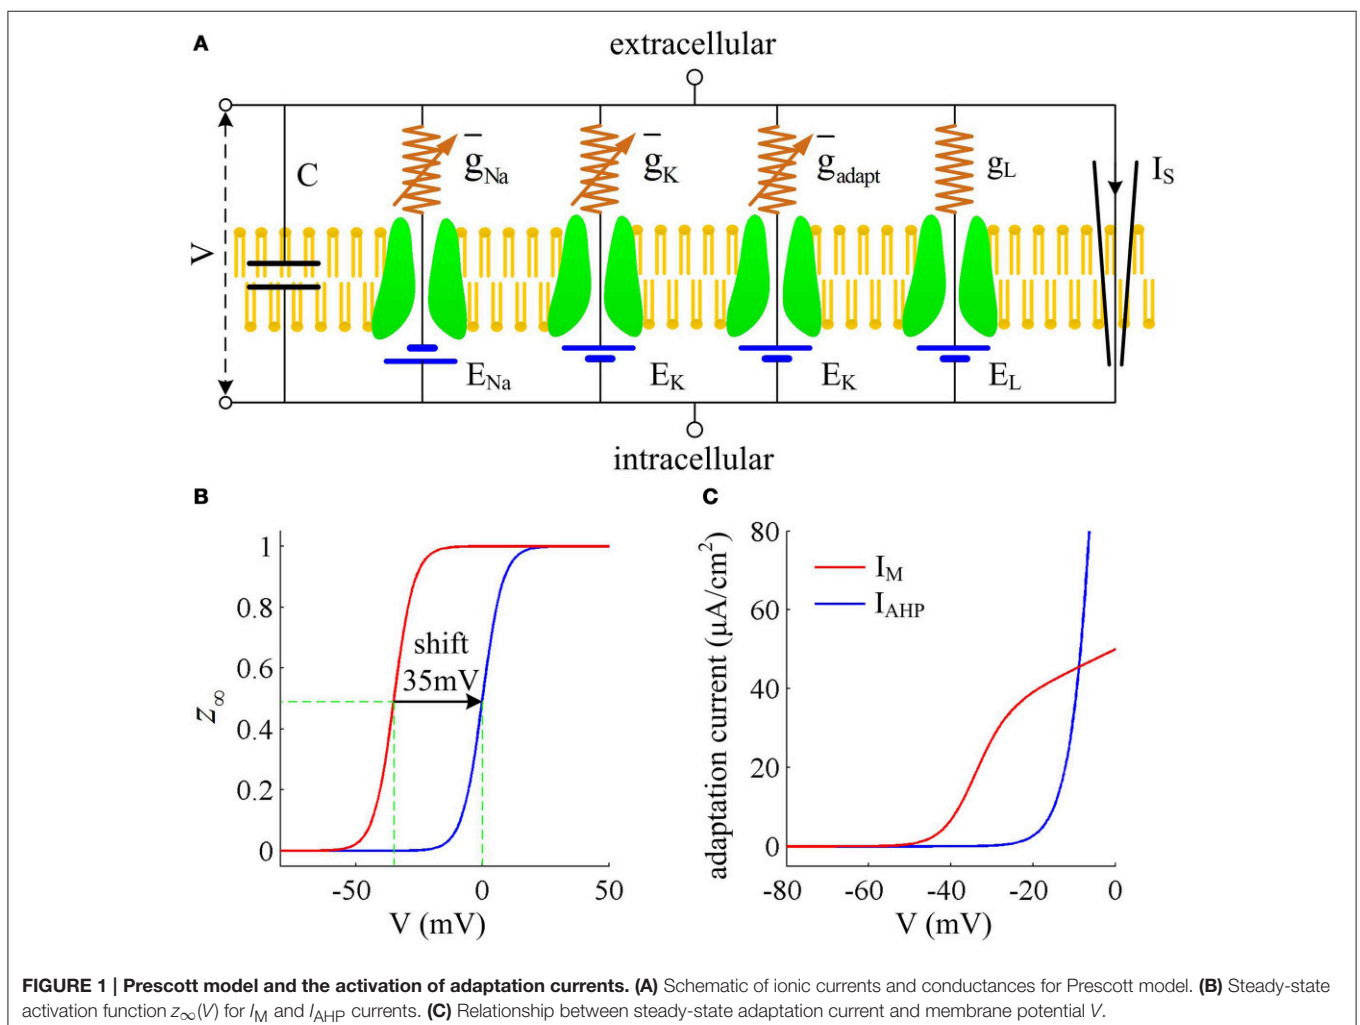 A
extracellular
C
V
g̅Na
g̅K
g̅adapt
gL
IS
ENa
EK
EK
EL
intracellular
B
1
0.8
0.6
0.4
0.2
0
z∞
shift
35mV
-50
0
50
V (mV)
C
80
60
40
20
0
adaptation current (μA/cm²)
IM
IAHP
-80
-60
-40
-20
0
V (mV)
FIGURE 1 | Prescott model and the activation of adaptation currents. (A) Schematic of ionic currents and conductances for Prescott model. (B) Steady-state
activation function z∞(V) for IM and IAHP currents. (C) Relationship between steady-state adaptation current and membrane potential V.